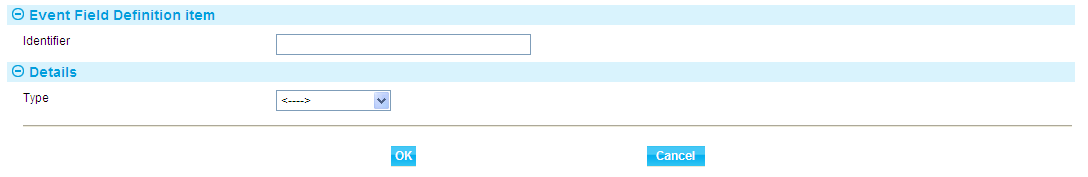 Event Field Definition item
Identifier
Details
Type
<---->
OK
Cancel